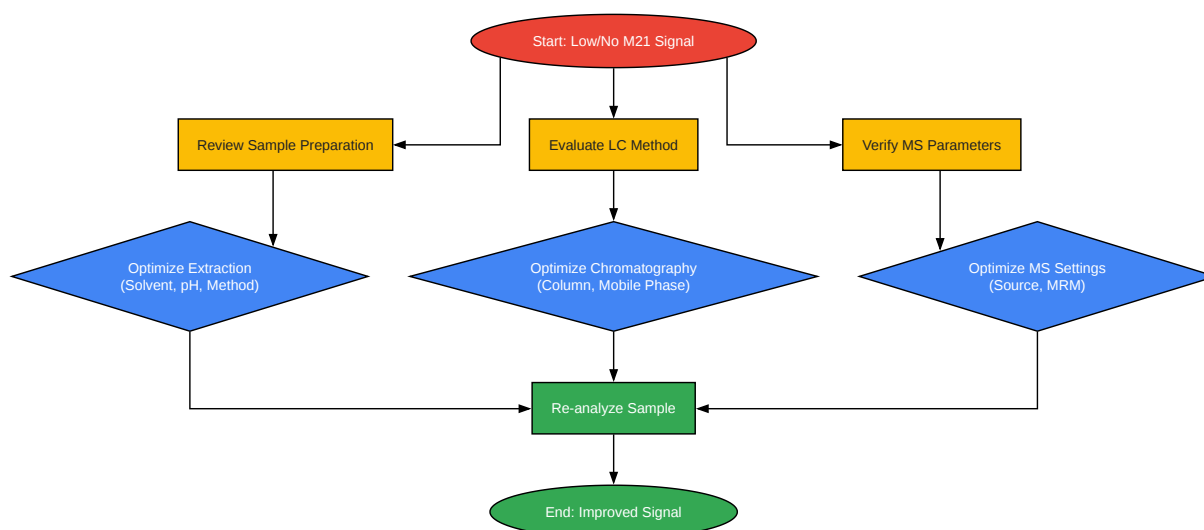 Start: Low/No M21 Signal
Review Sample Preparation
Evaluate LC Method
Verify MS Parameters
Optimize Extraction
(Solvent, pH, Method)
Optimize Chromatography
(Column, Mobile Phase)
Optimize MS Settings
(Source, MRM)
Re-analyze Sample
End: Improved Signal